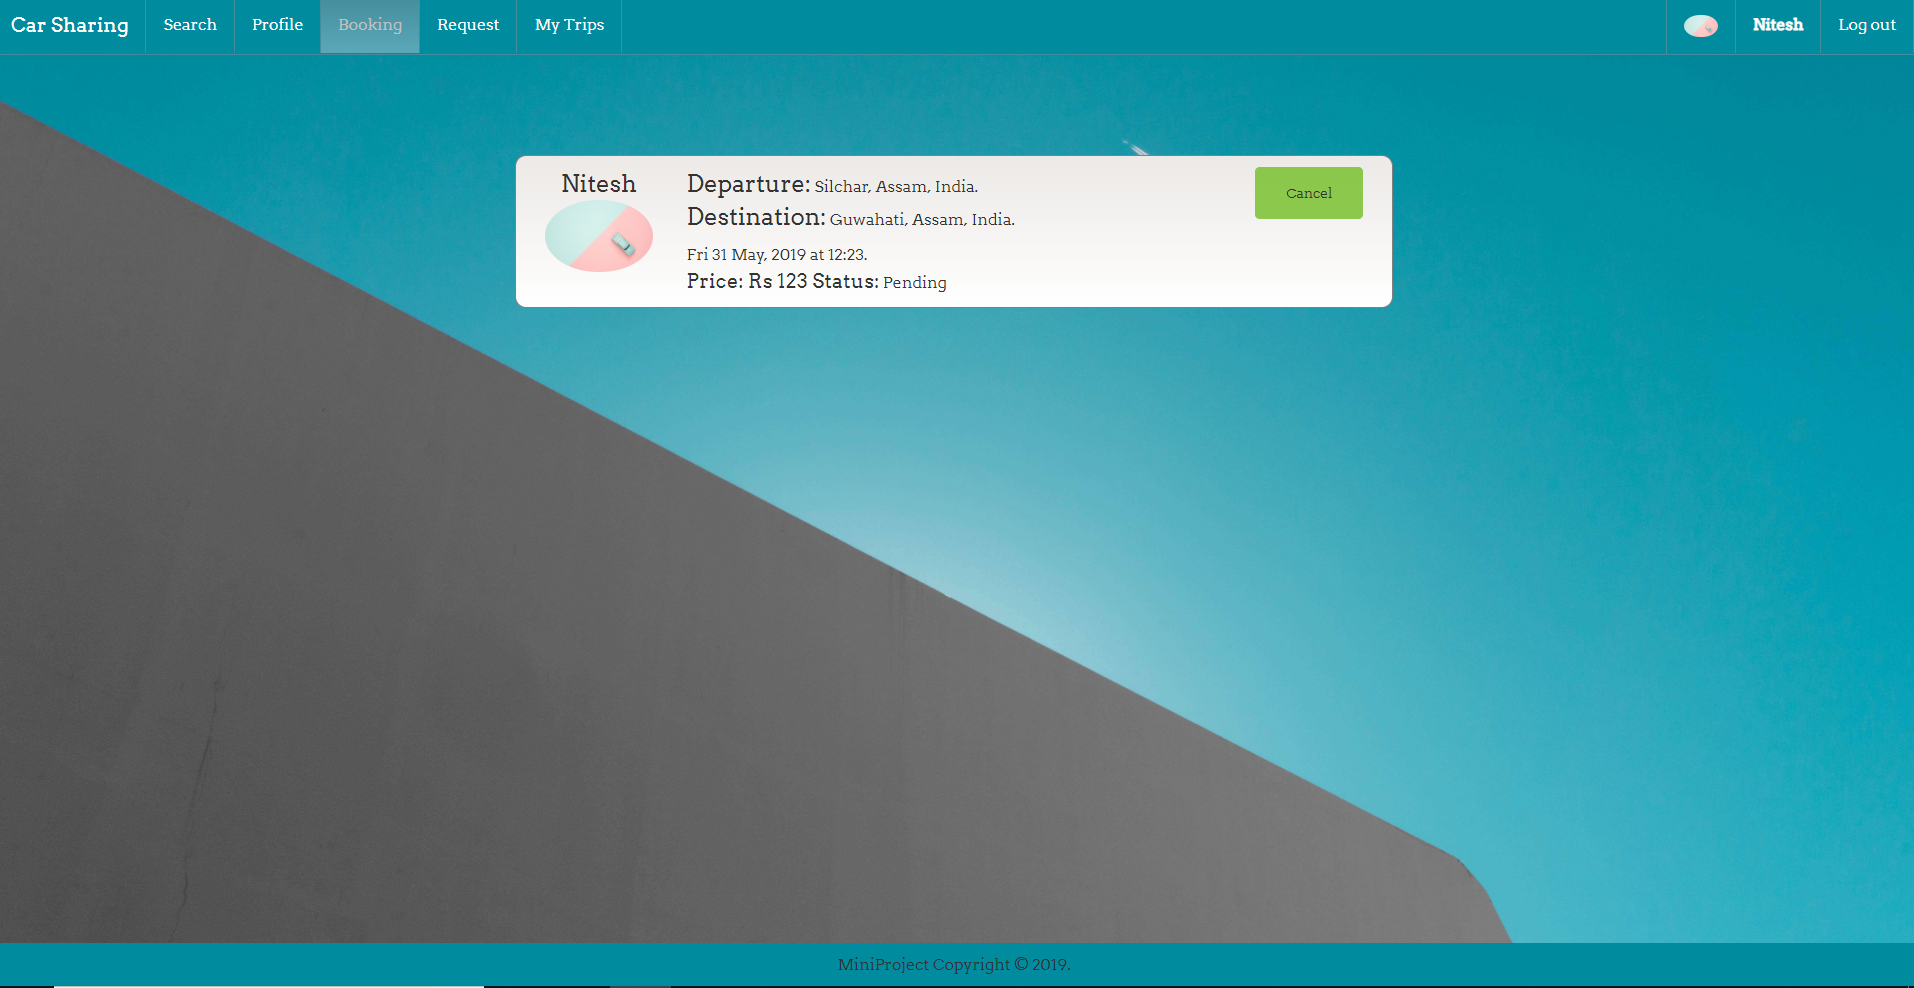 Car Sharing Search Profile Booking Request My Trips Nitesh Log out
Nitesh
Departure: Silchar, Assam, India.
Cancel
Destination: Guwahati, Assam, India.
Fri 31 May, 2019 at 12:23.
Price: Rs 123 Status: Pending
MiniProject Copyright © 2019.